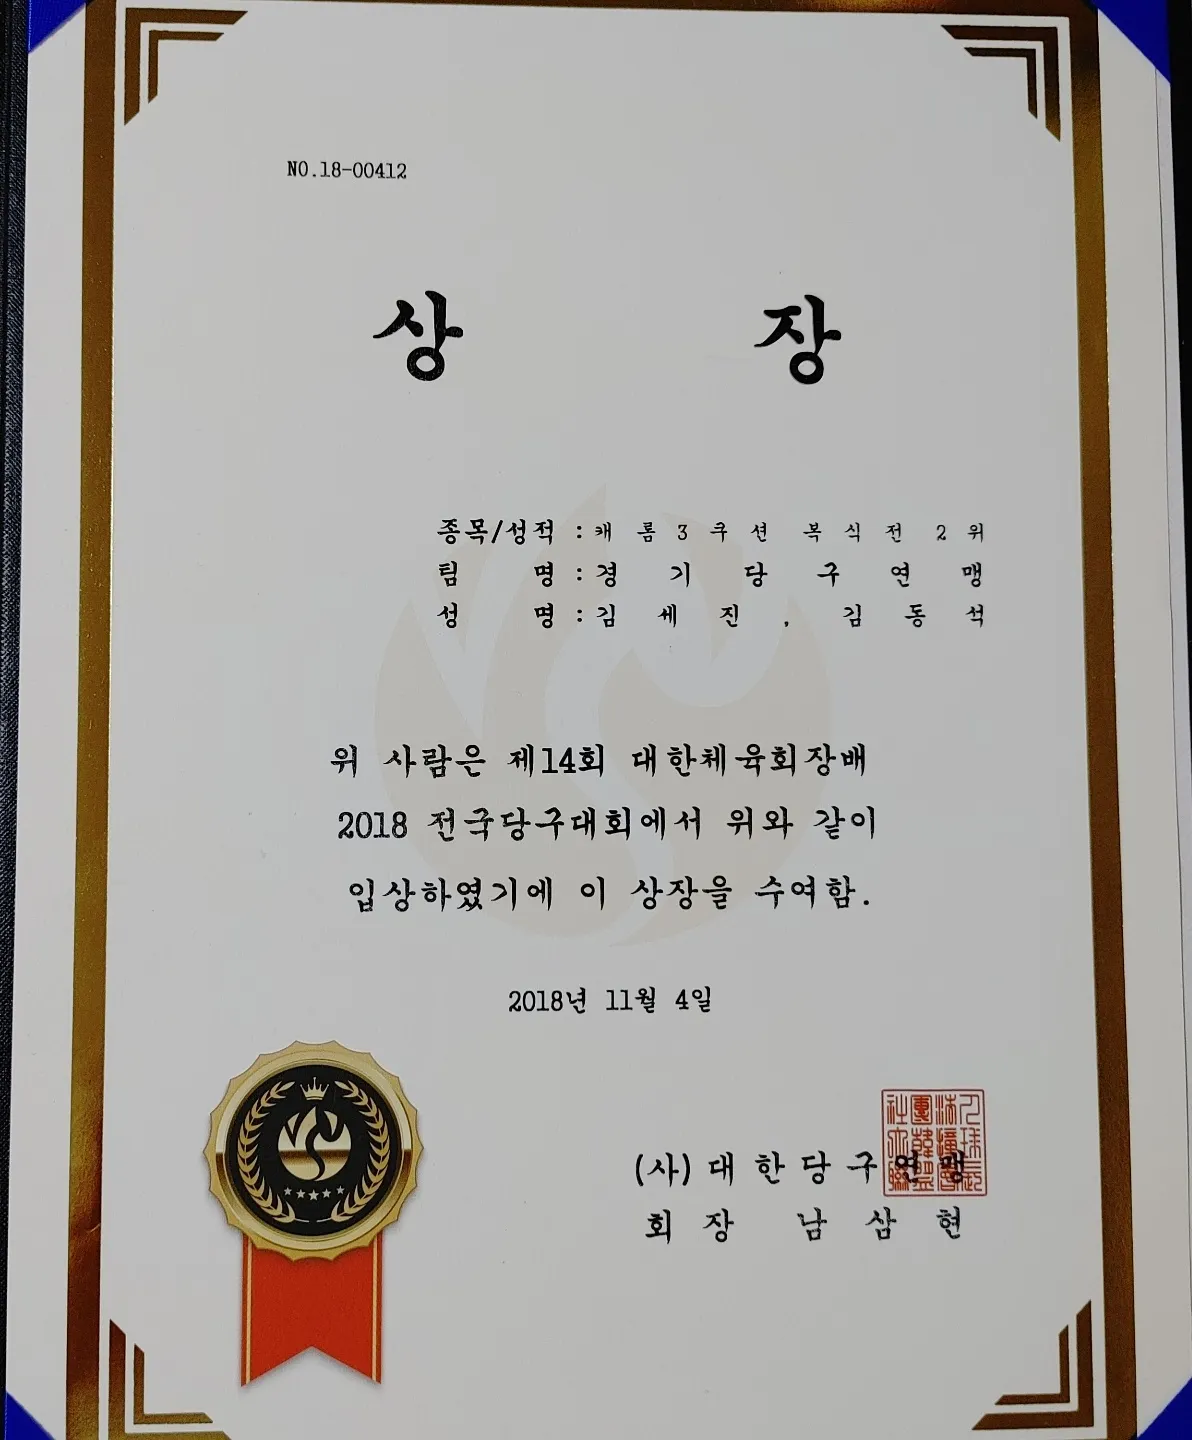 NO.18-00412
상 장
종목/성적 : 캐롬3쿠션 복식전 2위
팀 명 : 경기당구연맹
성 명 : 김세진, 김동석
위 사람은 제14회 대한체육회장배
2018 전국당구대회에서 위와 같이
입상하였기에 이 상장을 수여함.
2018년 11월 4일
(사)대한당구연맹
회장 남삼현